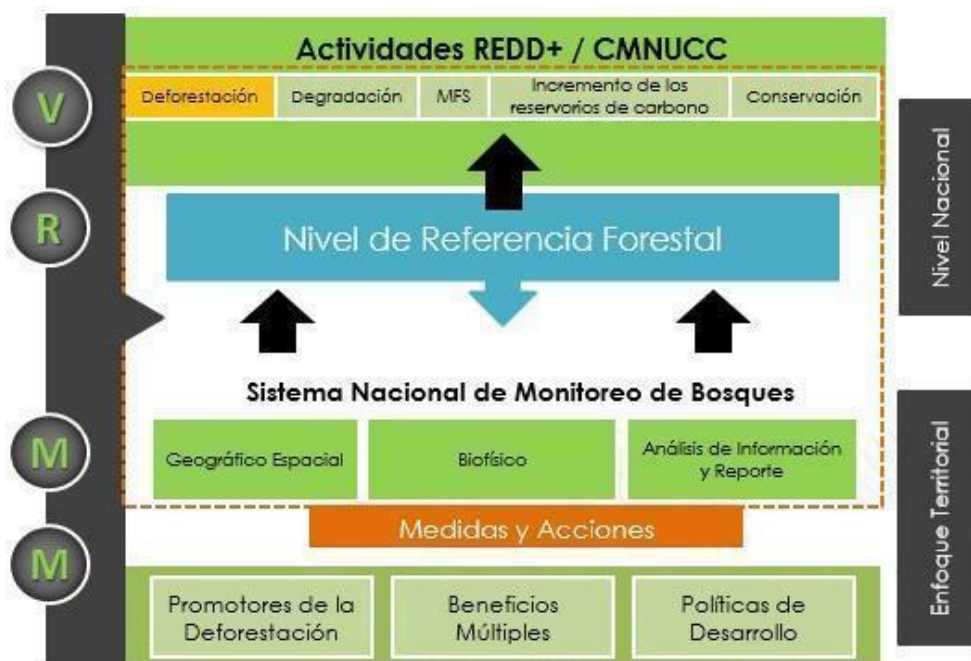 Actividades REDD+ / CMNUCC
V
Deforestación
Degradación
MFS
Incremento de los
reservorios de carbono
Conservación
R
Nivel de Referencia Forestal
Nivel Nacional
Sistema Nacional de Monitoreo de Bosques
M
Geográfico Espacial
Biofísico
Análisis de Información
y Reporte
Medidas y Acciones
M
Promotores de la
Deforestación
Beneficios
Múltiples
Políticas de
Desarrollo
Enfoque Territorial